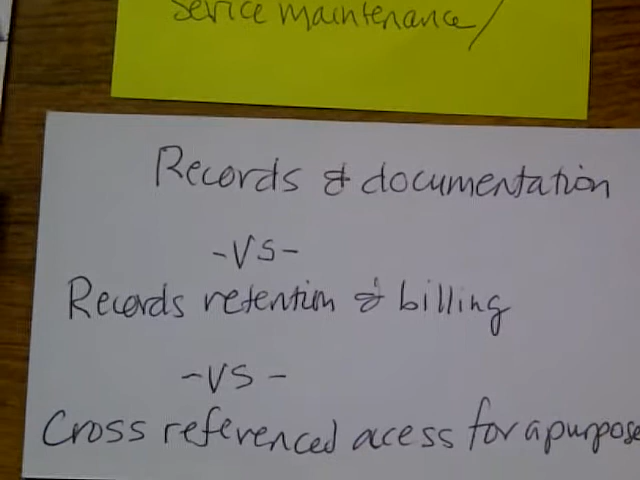 Service maintenance/
Records & documentation
-VS-
Records retention & billing
-VS-
Cross referenced acess for a purpose